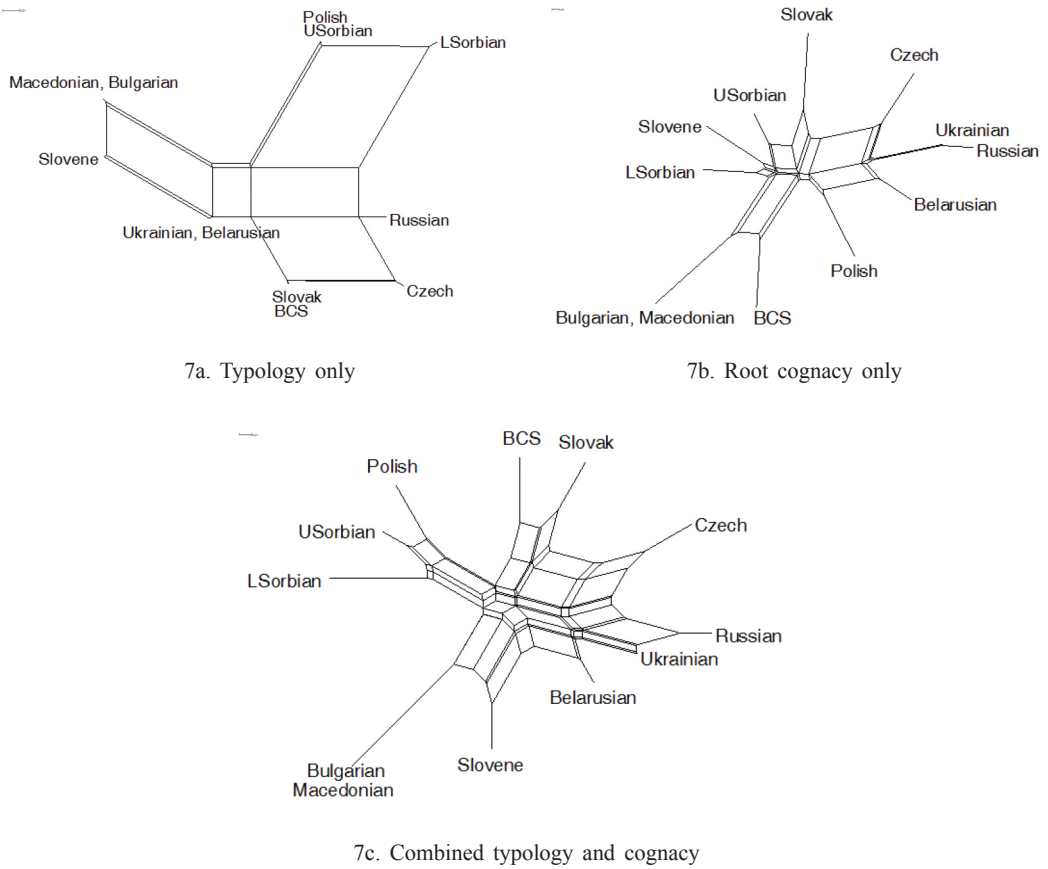 Polish
USorbian
LSorbian
Macedonian, Bulgarian
Slovene
Ukrainian, Belarusian
Russian
Slovak
BCS
Czech
7a. Typology only
Slovak
Czech
USorbian
Slovene
Ukrainian
Russian
LSorbian
Belarusian
Polish
Bulgarian, Macedonian
BCS
7b. Root cognacy only
BCS
Slovak
Polish
Czech
USorbian
LSorbian
Russian
Ukrainian
Belarusian
Slovene
Bulgarian
Macedonian
7c. Combined typology and cognacy